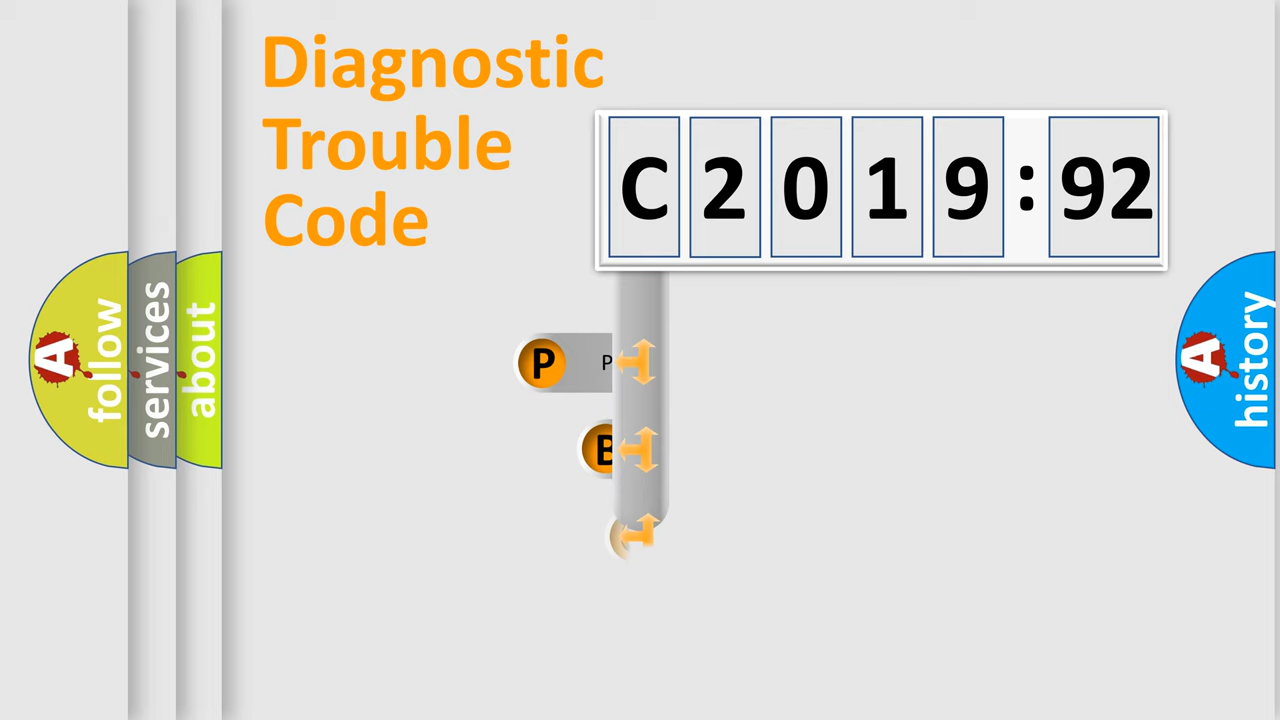 Diagnostic
Trouble
Code
C2019:92
P P
B
A follow
services
about
A history